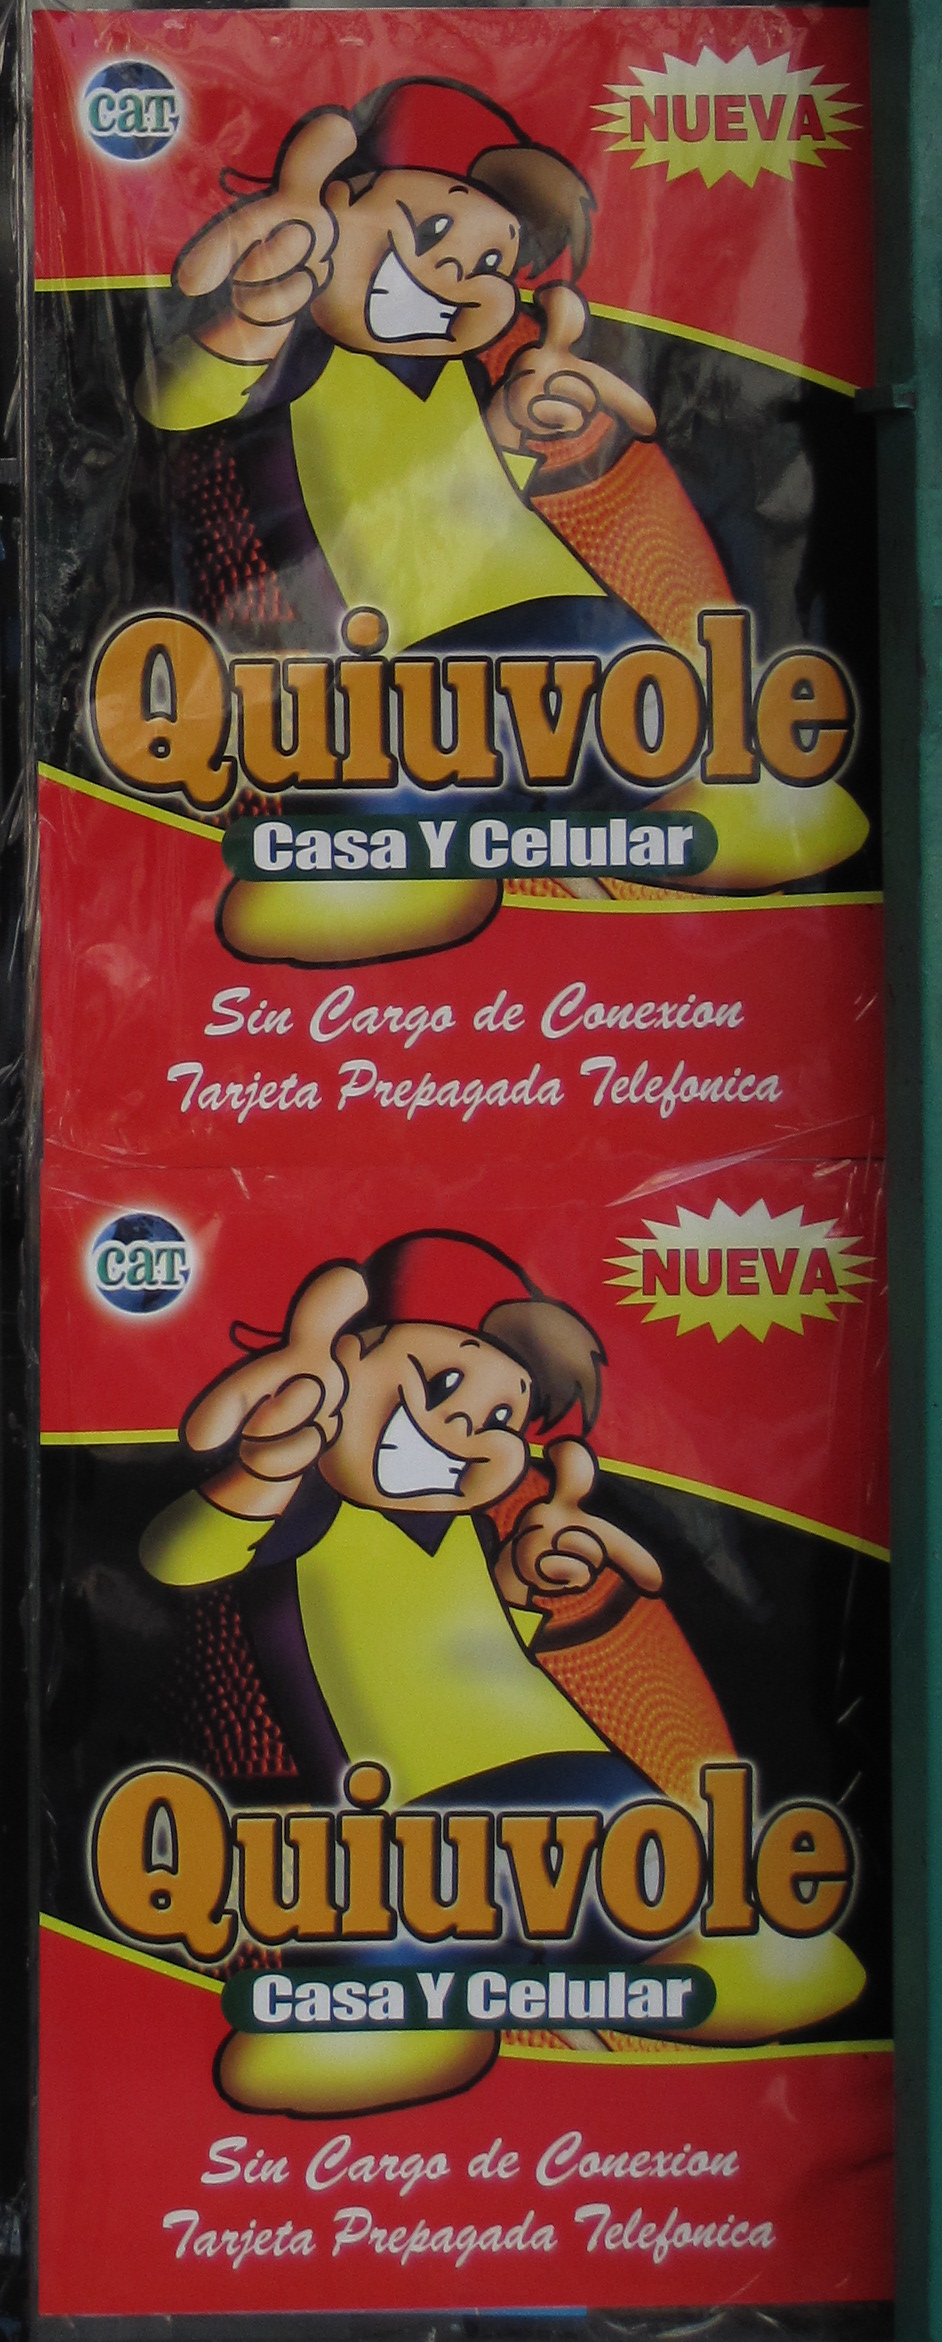 CAT
NUEVA
Quiuvole
Casa Y Celular
Sin Cargo de Conexion
Tarjeta Prepagada Telefonica
CAT
NUEVA
Quiuvole
Casa Y Celular
Sin Cargo de Conexion
Tarjeta Prepagada Telefonica